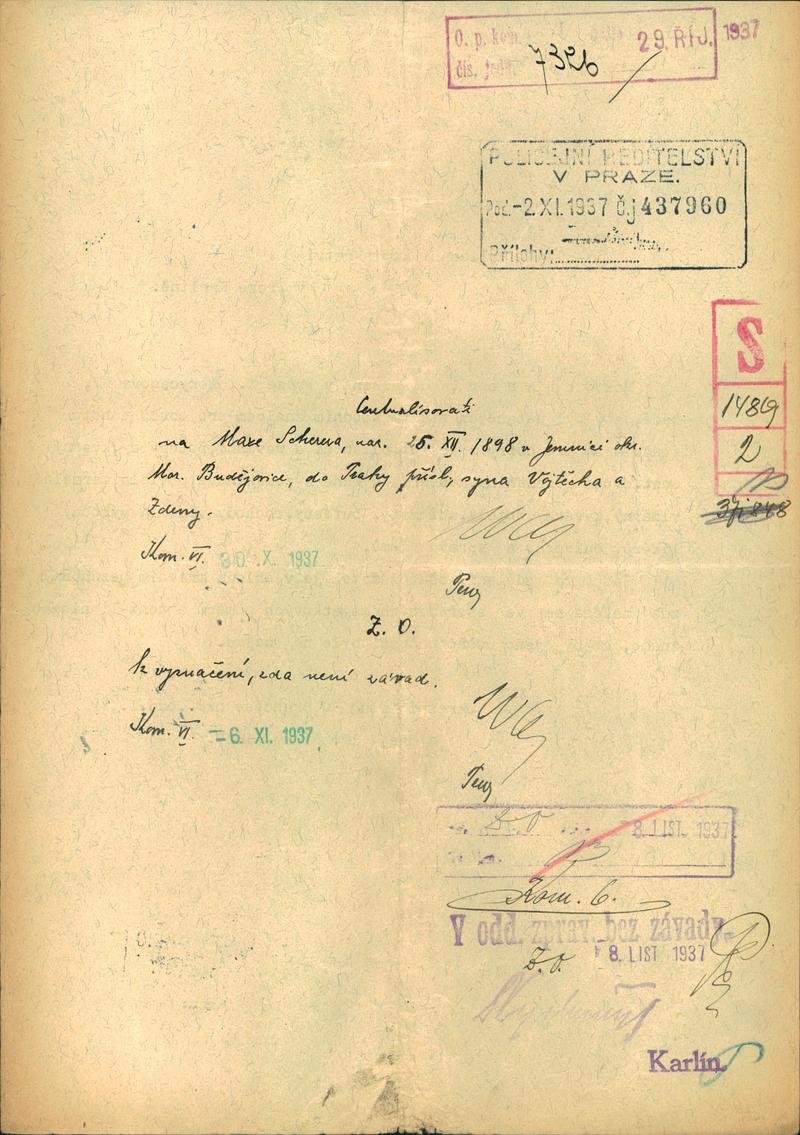 O. p. kom.
29. ŘÍJ. 1937
čís. jedn. 7326
POLICEJNÍ ŘEDITELSTVÍ
V PRAZE.
Pod. -2. XI. 1937 č.j 437960
Přílohy:
S
1489
2
Centralisovati
na Maxe Scherera, nar. 25. XII. 1898 v Jemnici okr.
Mor. Budějovice, do Prahy přísl., syna Vojtěcha a
Zdeny.
Kom. VI. 30. X. 1937
Z. O.
k vyznačení, zda není závad.
Kom. VI. -6. XI. 1937
Z. O.
8. LIST. 1937
Kom. 6.
V odd. zprav. bez závady.
Z. O. 8. LIST 1937
Karlín.